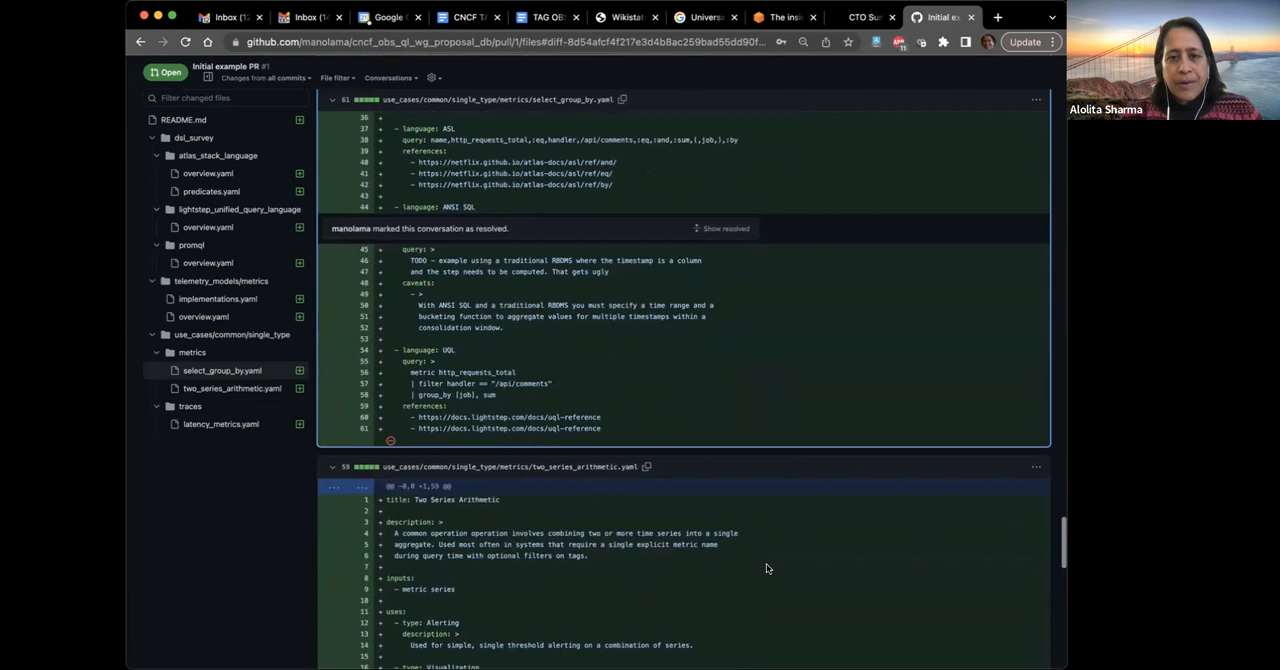 Inbox (12
Inbox (14
Google C
CNCF TA
TAG OBS
Wikistat
Universa
The insi
CTO Sur
Initial ex
github.com/manolama/cncf_obs_ql_wg_proposal_db/pull/1/files#diff-8d54afcf4f217e3d4b8ac259bad55dd90f...
11
Update
Open
Initial example PR #1
Changes from all commits
File filter
Conversations
Filter changed files
README.md
dsl_survey
atlas_stack_language
overview.yaml
predicates.yaml
lightstep_unified_query_language
overview.yaml
promql
overview.yaml
telemetry_models/metrics
implementations.yaml
overview.yaml
use_cases/common/single_type
metrics
select_group_by.yaml
two_series_arithmetic.yaml
traces
latency_metrics.yaml
61 use_cases/common/single_type/metrics/select_group_by.yaml
36 +
37 + - language: ASL
38 + query: name,http_requests_total,:eq,handler,/api/comments,:eq,:and,:sum,(,job,),:by
39 + references:
40 + - https://netflix.github.io/atlas-docs/asl/ref/and/
41 + - https://netflix.github.io/atlas-docs/asl/ref/eq/
42 + - https://netflix.github.io/atlas-docs/asl/ref/by/
43 +
44 + - language: ANSI SQL
manolama marked this conversation as resolved.
Show resolved
45 + query: >
46 + TODO - example using a traditional RBDMS where the timestamp is a column
47 + and the step needs to be computed. That gets ugly
48 + caveats:
49 + - >
50 + With ANSI SQL and a traditional RBDMS you must specify a time range and a
51 + bucketing function to aggregate values for multiple timestamps within a
52 + consolidation window.
53 +
54 + - language: UQL
55 + query: >
56 + metric http_requests_total
57 + | filter handler == "/api/comments"
58 + | group_by [job], sum
59 + references:
60 + - https://docs.lightstep.com/docs/uql-reference
61 + - https://docs.lightstep.com/docs/uql-reference
59 use_cases/common/single_type/metrics/two_series_arithmetic.yaml
@@ -0,0 +1,59 @@
1 + title: Two Series Arithmetic
2 +
3 + description: >
4 + A common operation operation involves combining two or more time series into a single
5 + aggregate. Used most often in systems that require a single explicit metric name
6 + during query time with optional filters on tags.
7 +
8 + inputs:
9 + - metric series
10 +
11 + uses:
12 + - type: Alerting
13 + description: >
14 + Used for simple, single threshold alerting on a combination of series.
15 +
16 + - type: Visualization
Alolita Sharma